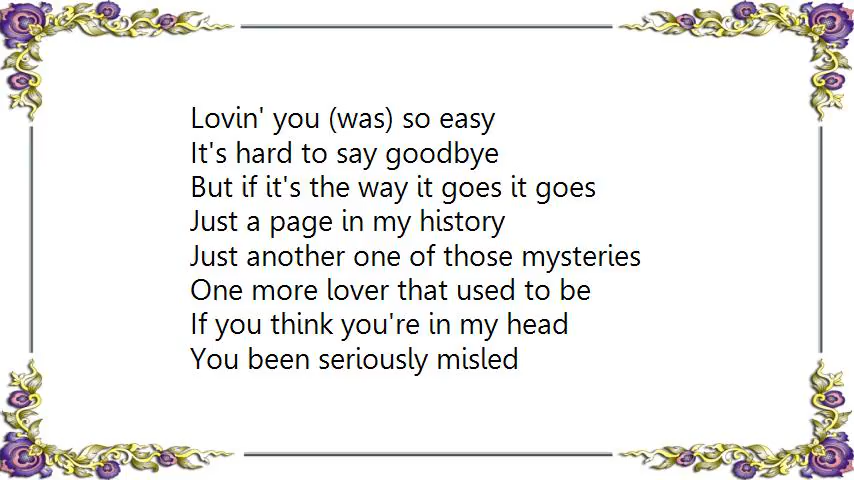 Lovin' you (was) so easy
It's hard to say goodbye
But if it's the way it goes it goes
Just a page in my history
Just another one of those mysteries
One more lover that used to be
If you think you're in my head
You been seriously misled